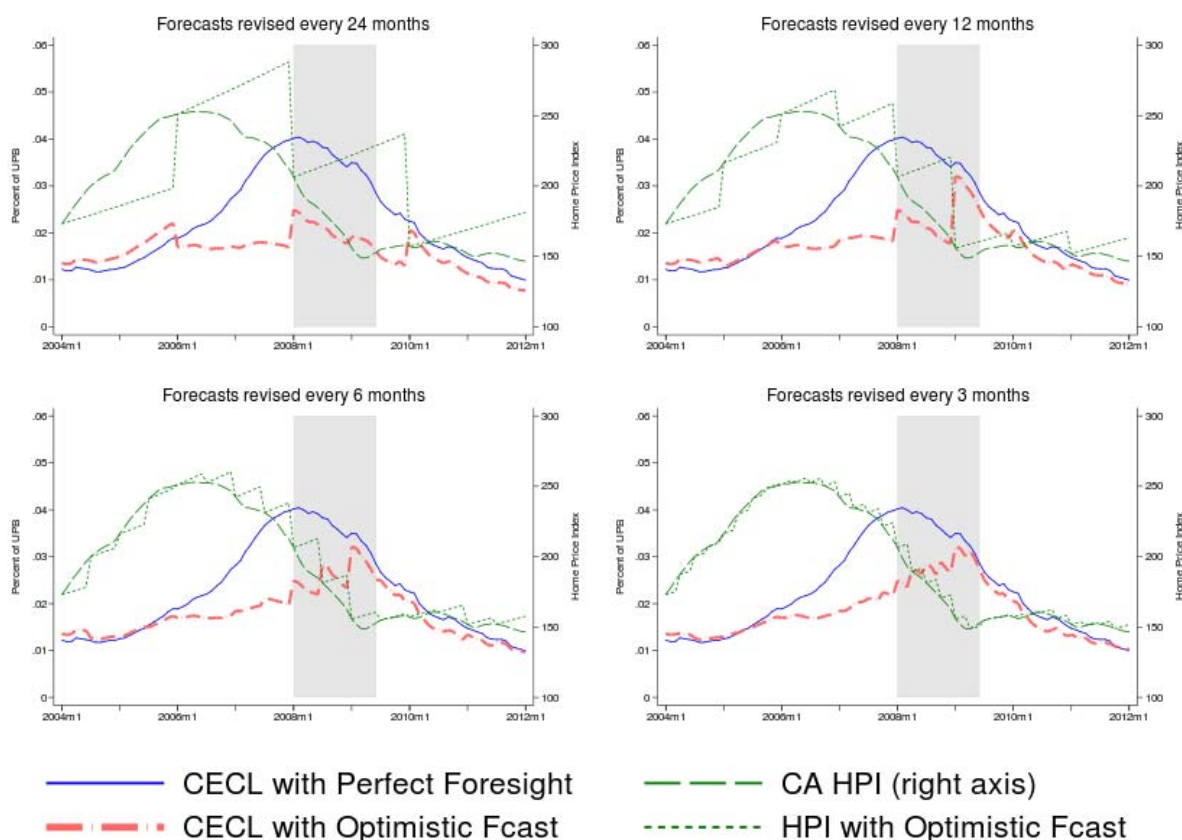 Forecasts revised every 24 months
Forecasts revised every 12 months
.06
.05
.04
.03
.02
.01
0
Percent of UPB
300
250
200
150
100
Home Price Index
2004m1 2006m1 2008m1 2010m1 2012m1
.06
.05
.04
.03
.02
.01
0
Percent of UPB
300
250
200
150
100
Home Price Index
2004m1 2006m1 2008m1 2010m1 2012m1
Forecasts revised every 6 months
Forecasts revised every 3 months
.06
.05
.04
.03
.02
.01
0
Percent of UPB
300
250
200
150
100
Home Price Index
2004m1 2006m1 2008m1 2010m1 2012m1
.06
.05
.04
.03
.02
.01
0
Percent of UPB
300
250
200
150
100
Home Price Index
2004m1 2006m1 2008m1 2010m1 2012m1
CECL with Perfect Foresight
CA HPI (right axis)
CECL with Optimistic Fcast
HPI with Optimistic Fcast